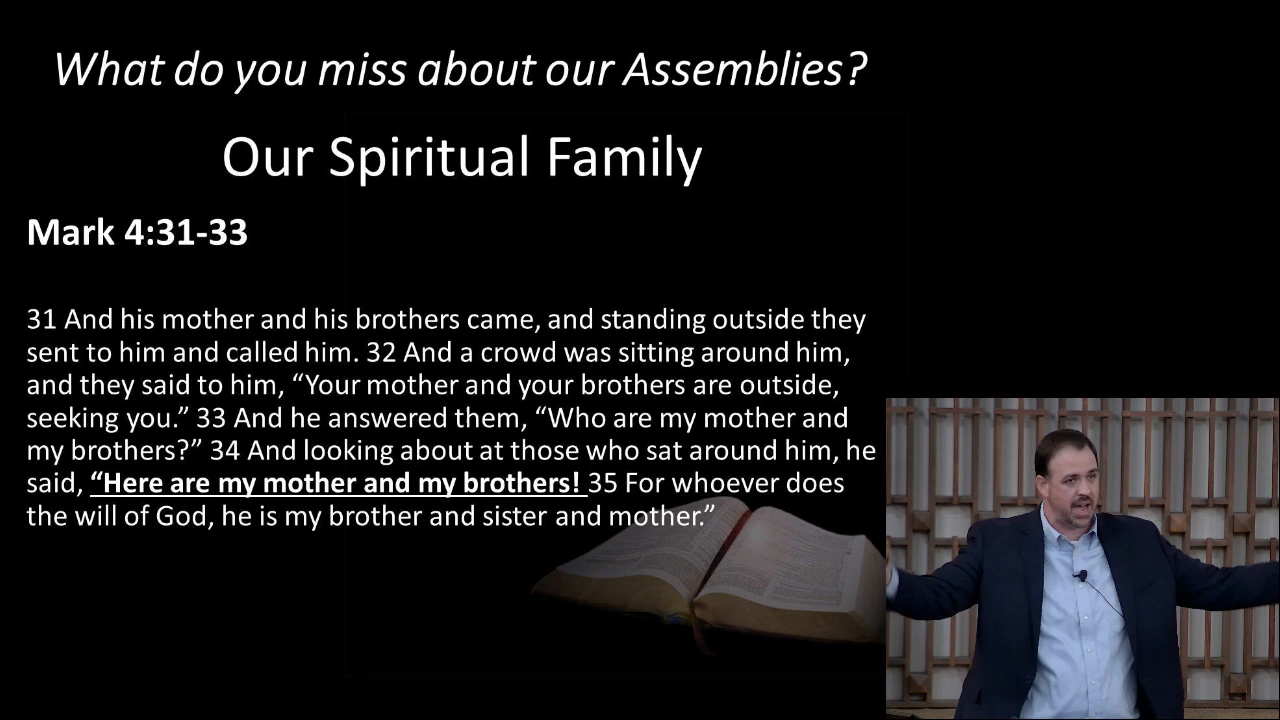 What do you miss about our Assemblies?
Our Spiritual Family
Mark 4:31-33
31 And his mother and his brothers came, and standing outside they
sent to him and called him. 32 And a crowd was sitting around him,
and they said to him, “Your mother and your brothers are outside,
seeking you.” 33 And he answered them, “Who are my mother and
my brothers?” 34 And looking about at those who sat around him, he
said, “Here are my mother and my brothers! 35 For whoever does
the will of God, he is my brother and sister and mother.”